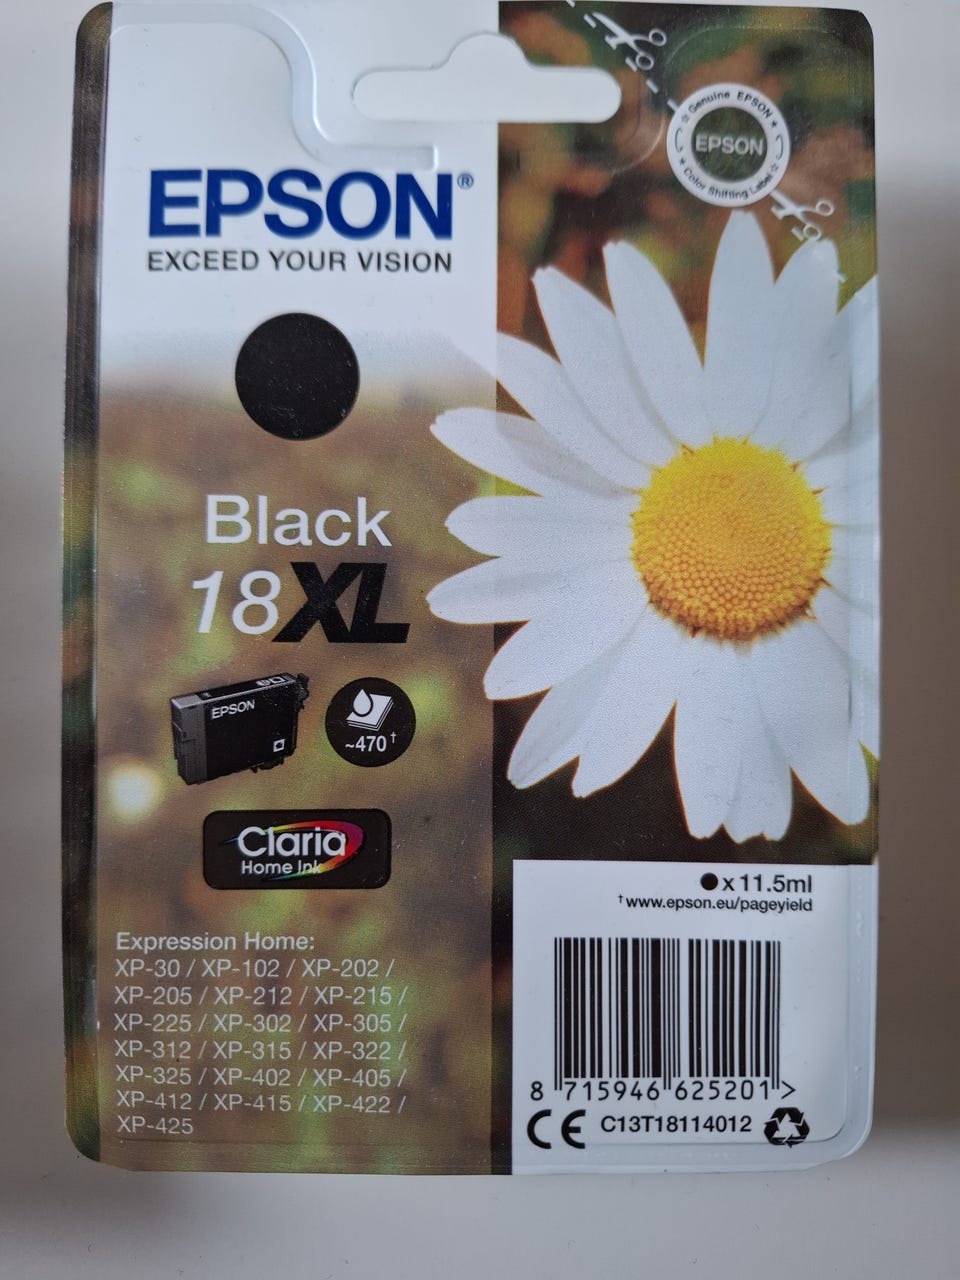 ☆ Genuine EPSON ☆
EPSON
☆ Color Shifting Label ☆
EPSON®
EXCEED YOUR VISION
Black
18XL
EPSON
~470†
Claria
Home Ink
x 11.5ml
†www.epson.eu/pageyield
Expression Home:
XP-30 / XP-102 / XP-202 /
XP-205 / XP-212 / XP-215 /
XP-225 / XP-302 / XP-305 /
XP-312 / XP-315 / XP-322 /
XP-325 / XP-402 / XP-405 /
XP-412 / XP-415 / XP-422 /
XP-425
8 715946 625201 >
CE C13T18114012